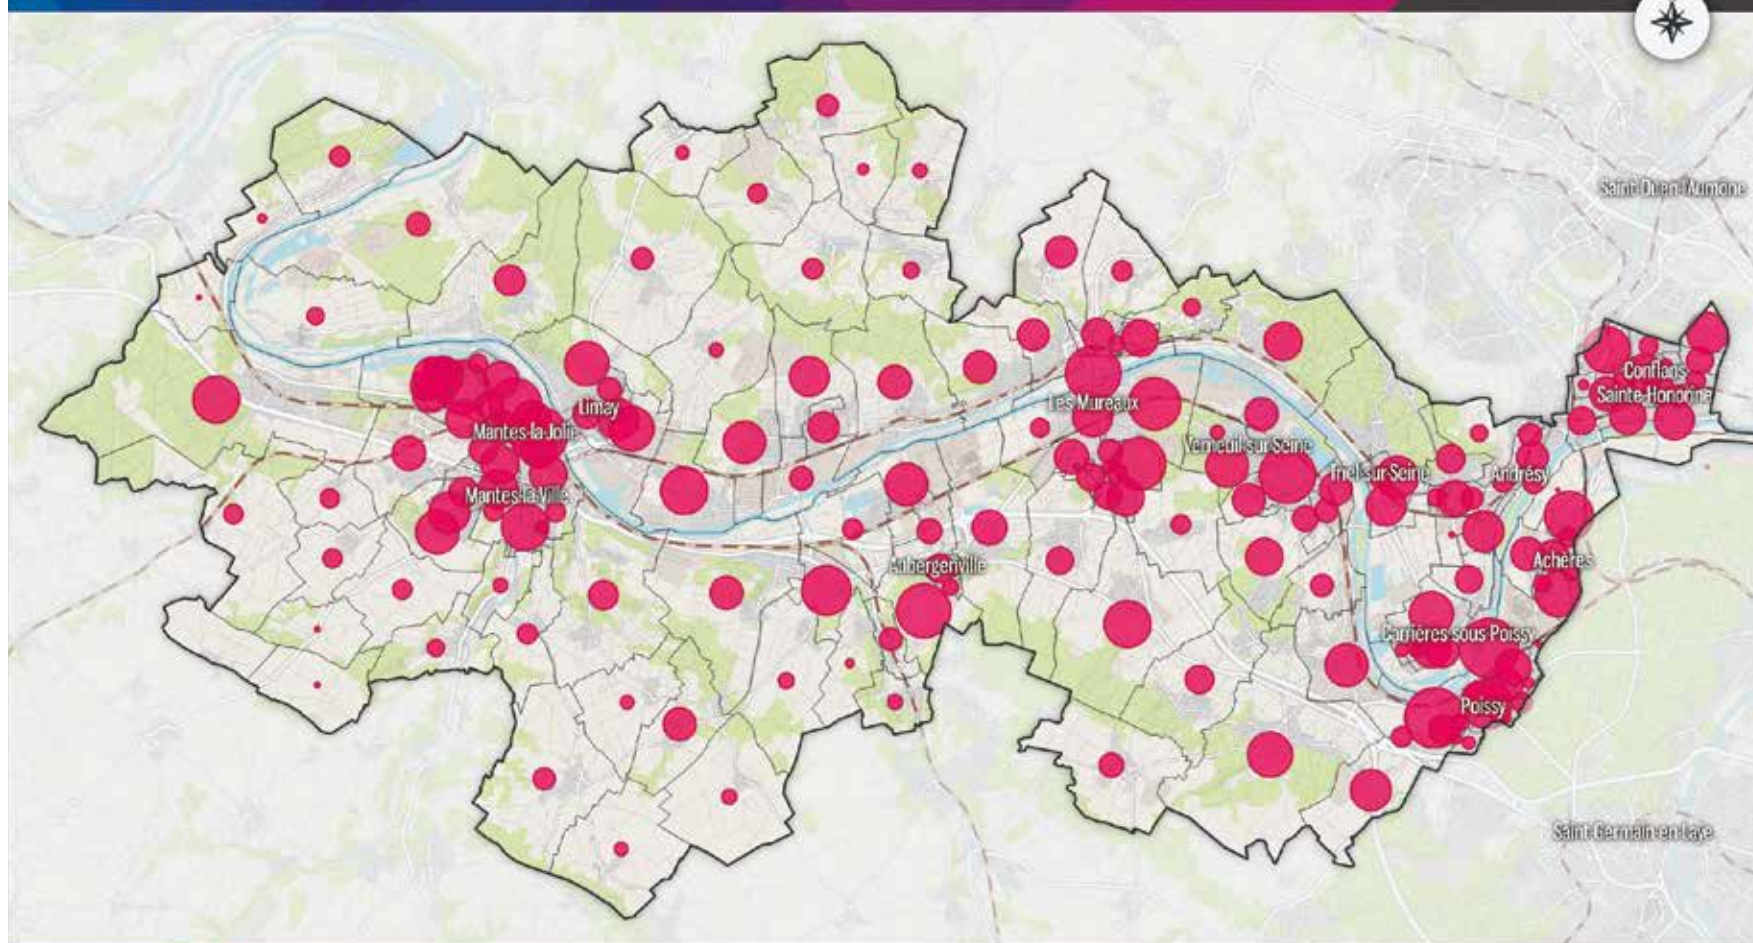 Saint-Ouen-l'Aumône
Conflans
Sainte-Honorine
Limay
Les Mureaux
Mantes-la-Jolie
Verneuil-sur-Seine
Triel-sur-Seine
Andrésy
Mantes-la-Ville
Aubergenville
Achères
Carrières-sous-Poissy
Poissy
Saint-Germain-en-Laye